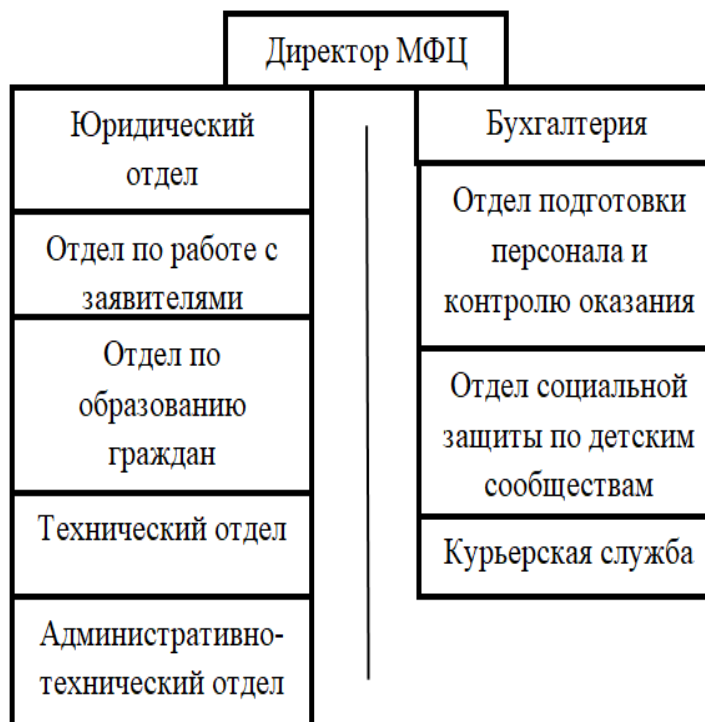 Директор МФЦ
Юридический
отдел
Отдел по работе с
заявителями
Отдел по
образованию
граждан
Технический отдел
Административно-
технический отдел
Бухгалтерия
Отдел подготовки
персонала и
контролю оказания
Отдел социальной
защиты по детским
сообществам
Курьерская служба